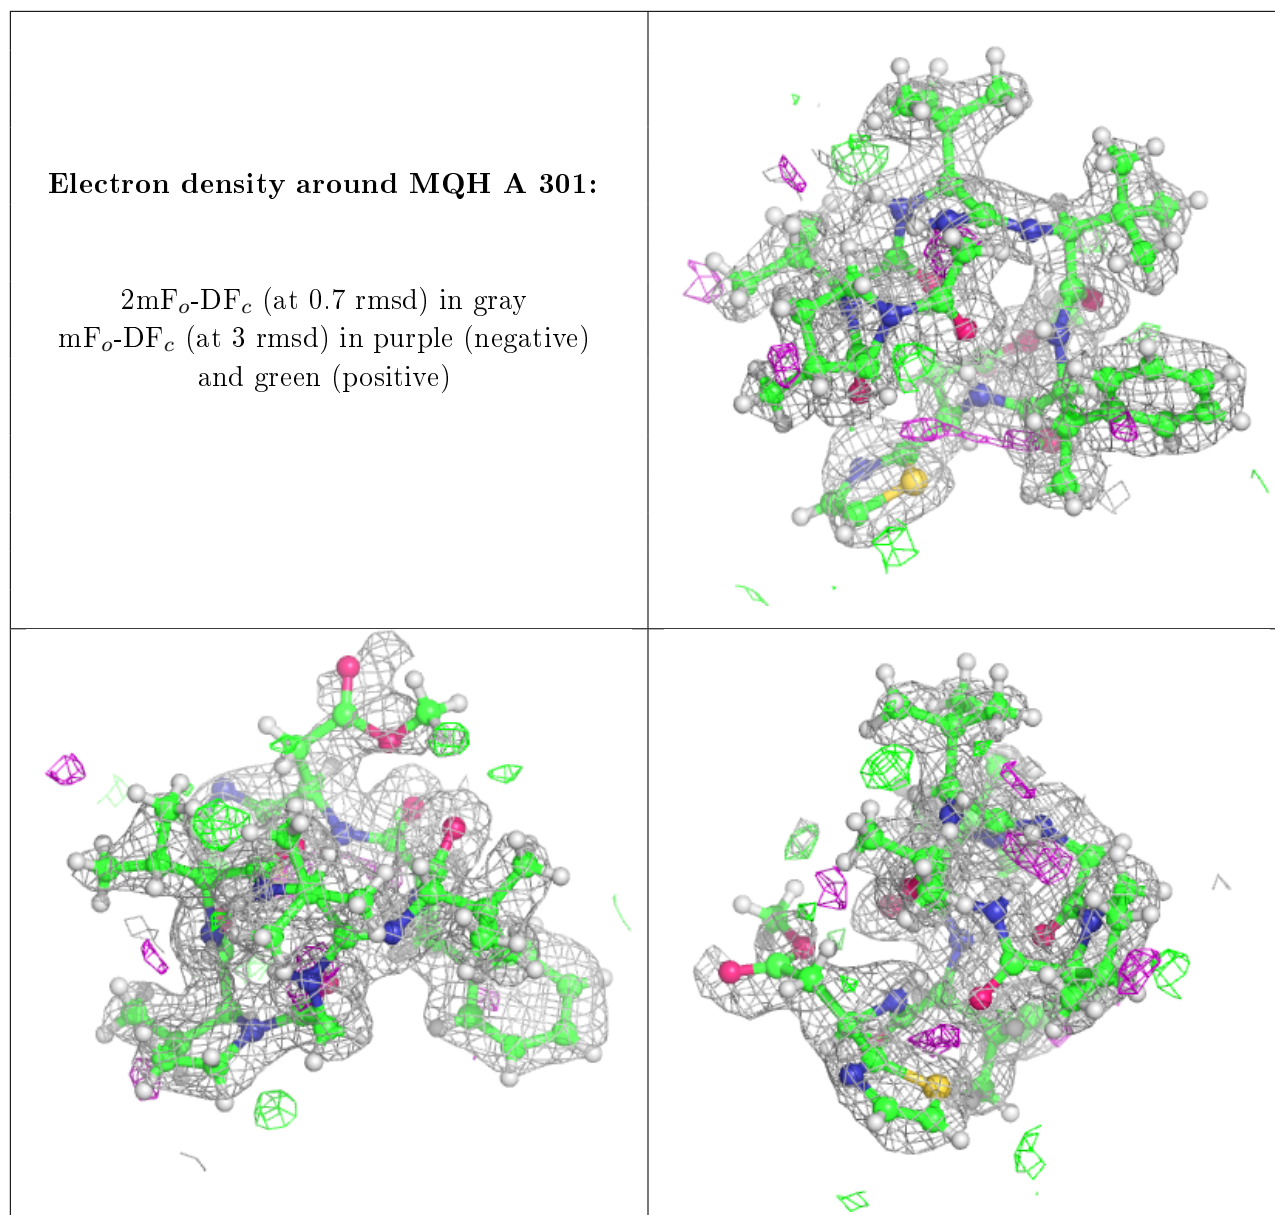 Electron density around MQH A 301:
2mFo-DFc (at 0.7 rmsd) in gray
mFo-DFc (at 3 rmsd) in purple (negative)
and green (positive)